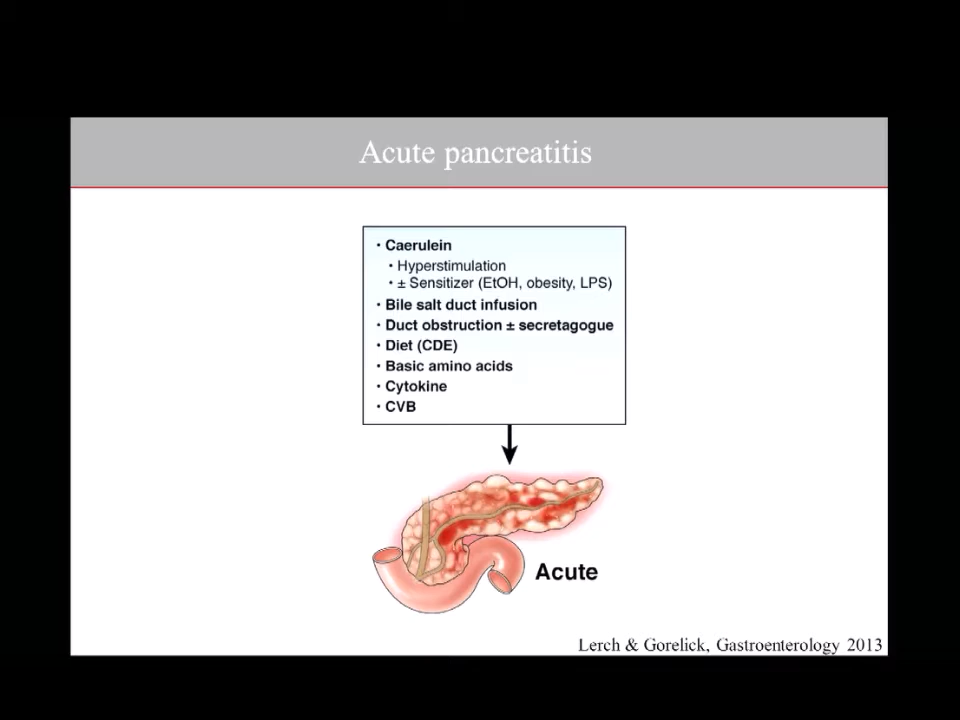 Acute pancreatitis
• Caerulein
• Hyperstimulation
• ± Sensitizer (EtOH, obesity, LPS)
• Bile salt duct infusion
• Duct obstruction ± secretagogue
• Diet (CDE)
• Basic amino acids
• Cytokine
• CVB
Acute
Lerch & Gorelick, Gastroenterology 2013